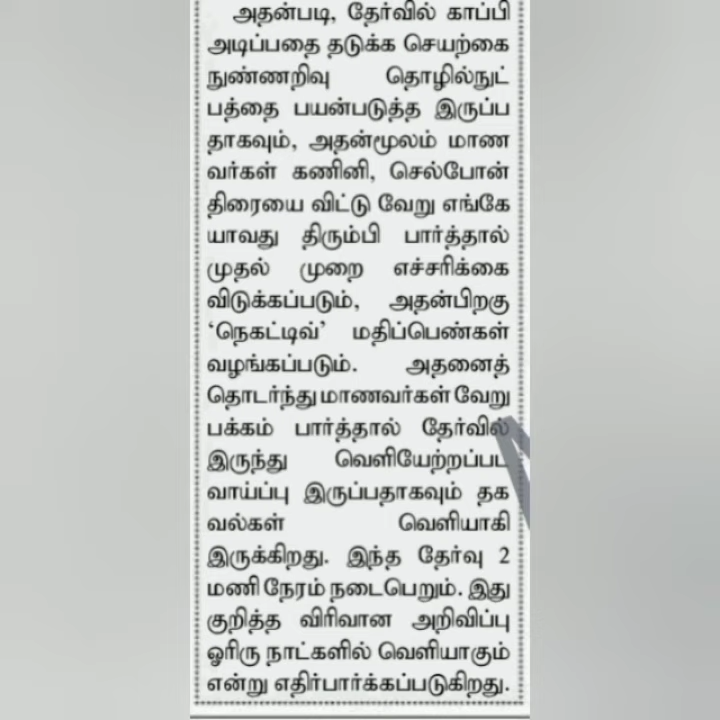 அதன்படி, தேர்வில் காப்பி
அடிப்பதை தடுக்க செயற்கை
நுண்ணறிவு தொழில்நுட்
பத்தை பயன்படுத்த இருப்ப
தாகவும், அதன்மூலம் மாண
வர்கள் கணினி, செல்போன்
திரையை விட்டு வேறு எங்கே
யாவது திரும்பி பார்த்தால்
முதல் முறை எச்சரிக்கை
விடுக்கப்படும், அதன்பிறகு
‘நெகட்டிவ்’ மதிப்பெண்கள்
வழங்கப்படும். அதனைத்
தொடர்ந்து மாணவர்கள் வேறு
பக்கம் பார்த்தால் தேர்வில்
இருந்து வெளியேற்றப்பட
வாய்ப்பு இருப்பதாகவும் தக
வல்கள் வெளியாகி
இருக்கிறது. இந்த தேர்வு 2
மணி நேரம் நடைபெறும். இது
குறித்த விரிவான அறிவிப்பு
ஓரிரு நாட்களில் வெளியாகும்
என்று எதிர்பார்க்கப்படுகிறது.